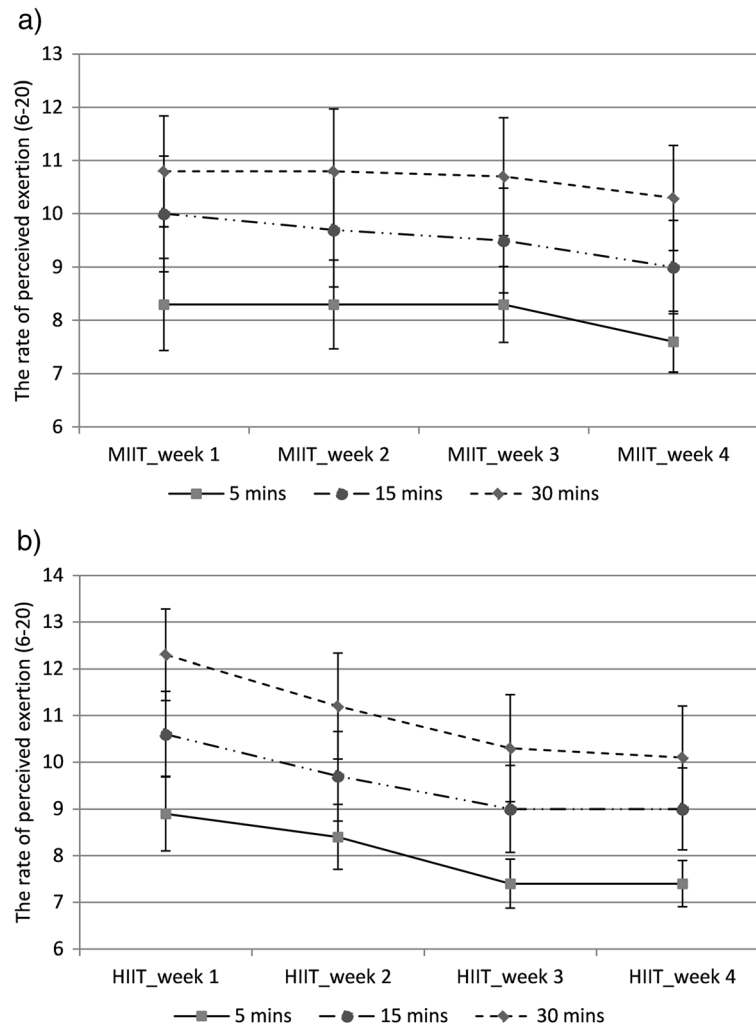 a)
The rate of perceived exertion (6-20)
13
12
11
10
9
8
7
6
MIIT_week 1 MIIT_week 2 MIIT_week 3 MIIT_week 4
5 mins 15 mins 30 mins
b)
The rate of perceived exertion (6-20)
14
13
12
11
10
9
8
7
6
HIIT_week 1 HIIT_week 2 HIIT_week 3 HIIT_week 4
5 mins 15 mins 30 mins